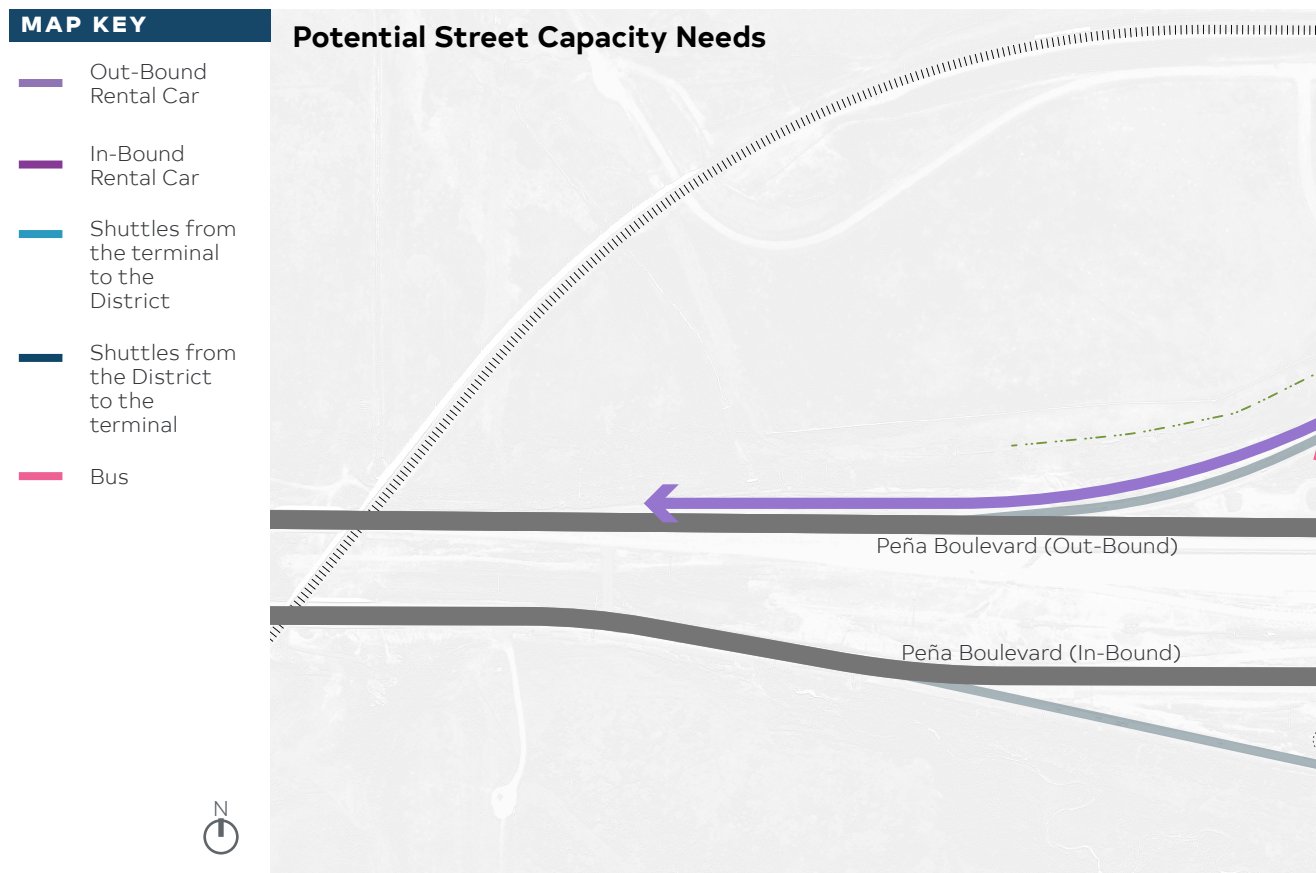 MAP KEY
Out-Bound
Rental Car
In-Bound
Rental Car
Shuttles from
the terminal
to the
District
Shuttles from
the District
to the
terminal
Bus
N
Potential Street Capacity Needs
Peña Boulevard (Out-Bound)
Peña Boulevard (In-Bound)